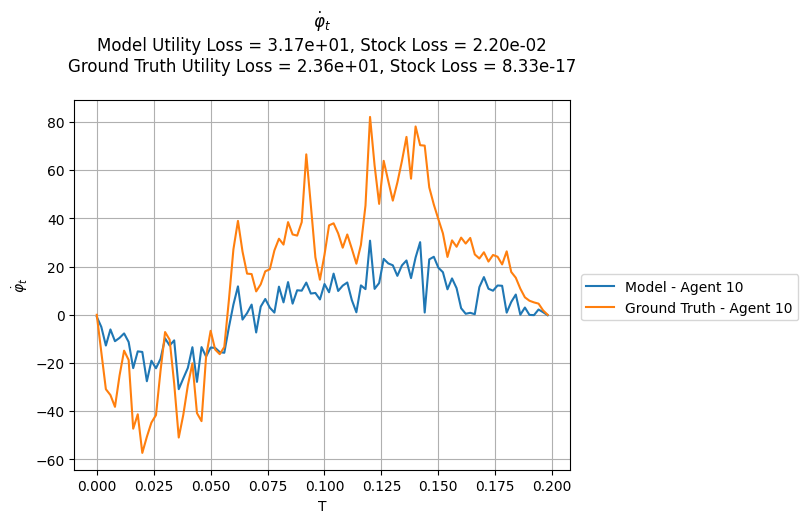 φ̇ₜ
Model Utility Loss = 3.17e+01, Stock Loss = 2.20e-02
Ground Truth Utility Loss = 2.36e+01, Stock Loss = 8.33e-17
80
60
40
20
0
−20
−40
−60
φ̇ₜ
0.000 0.025 0.050 0.075 0.100 0.125 0.150 0.175 0.200
T
Model - Agent 10
Ground Truth - Agent 10